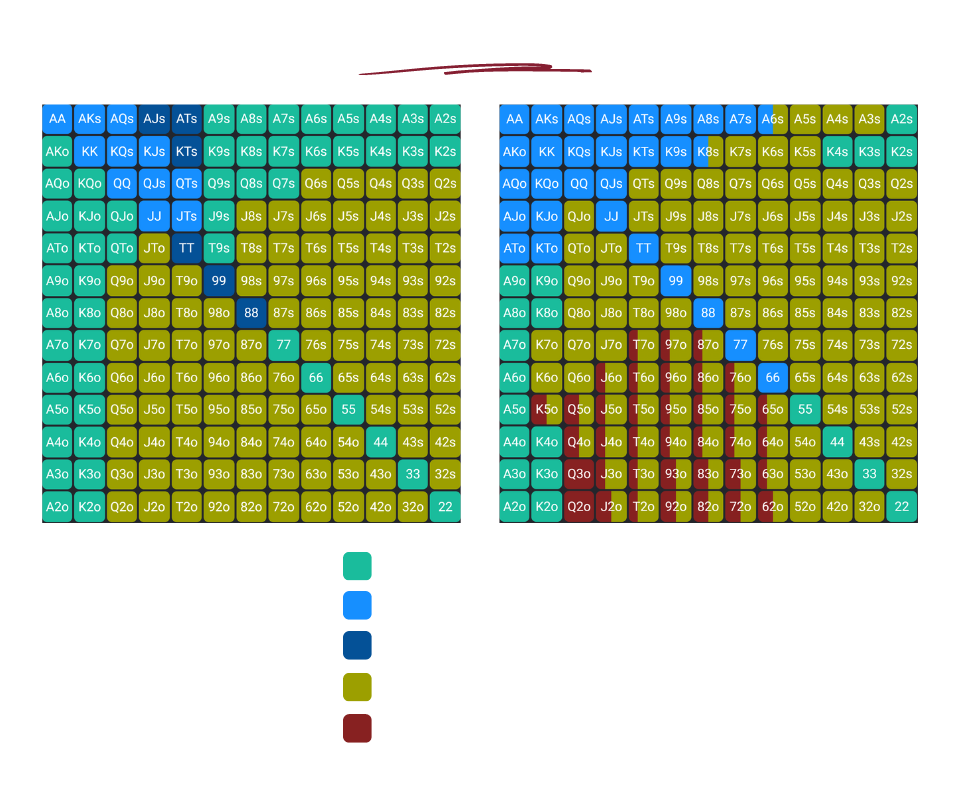 AA AKs AQs AJs ATs A9s A8s A7s A6s A5s A4s A3s A2s
AKo KK KQs KJs KTs K9s K8s K7s K6s K5s K4s K3s K2s
AQo KQo QQ QJs QTs Q9s Q8s Q7s Q6s Q5s Q4s Q3s Q2s
AJo KJo QJo JJ JTs J9s J8s J7s J6s J5s J4s J3s J2s
ATo KTo QTo JTo TT T9s T8s T7s T6s T5s T4s T3s T2s
A9o K9o Q9o J9o T9o 99 98s 97s 96s 95s 94s 93s 92s
A8o K8o Q8o J8o T8o 98o 88 87s 86s 85s 84s 83s 82s
A7o K7o Q7o J7o T7o 97o 87o 77 76s 75s 74s 73s 72s
A6o K6o Q6o J6o T6o 96o 86o 76o 66 65s 64s 63s 62s
A5o K5o Q5o J5o T5o 95o 85o 75o 65o 55 54s 53s 52s
A4o K4o Q4o J4o T4o 94o 84o 74o 64o 54o 44 43s 42s
A3o K3o Q3o J3o T3o 93o 83o 73o 63o 53o 43o 33 32s
A2o K2o Q2o J2o T2o 92o 82o 72o 62o 52o 42o 32o 22
AA AKs AQs AJs ATs A9s A8s A7s A6s A5s A4s A3s A2s
AKo KK KQs KJs KTs K9s K8s K7s K6s K5s K4s K3s K2s
AQo KQo QQ QJs QTs Q9s Q8s Q7s Q6s Q5s Q4s Q3s Q2s
AJo KJo QJo JJ JTs J9s J8s J7s J6s J5s J4s J3s J2s
ATo KTo QTo JTo TT T9s T8s T7s T6s T5s T4s T3s T2s
A9o K9o Q9o J9o T9o 99 98s 97s 96s 95s 94s 93s 92s
A8o K8o Q8o J8o T8o 98o 88 87s 86s 85s 84s 83s 82s
A7o K7o Q7o J7o T7o 97o 87o 77 76s 75s 74s 73s 72s
A6o K6o Q6o J6o T6o 96o 86o 76o 66 65s 64s 63s 62s
A5o K5o Q5o J5o T5o 95o 85o 75o 65o 55 54s 53s 52s
A4o K4o Q4o J4o T4o 94o 84o 74o 64o 54o 44 43s 42s
A3o K3o Q3o J3o T3o 93o 83o 73o 63o 53o 43o 33 32s
A2o K2o Q2o J2o T2o 92o 82o 72o 62o 52o 42o 32o 22